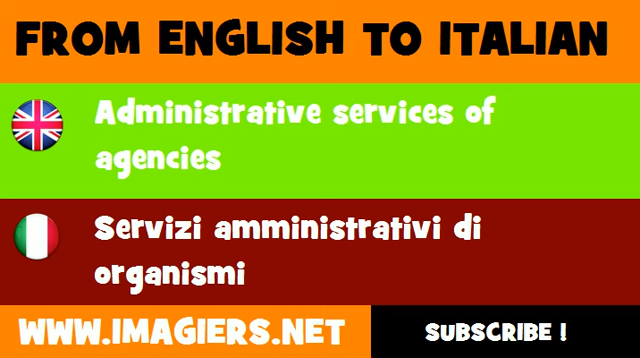 FROM ENGLISH TO ITALIAN
Administrative services of
agencies
Servizi amministrativi di
organismi
WWW.IMAGIERS.NET
SUBSCRIBE !